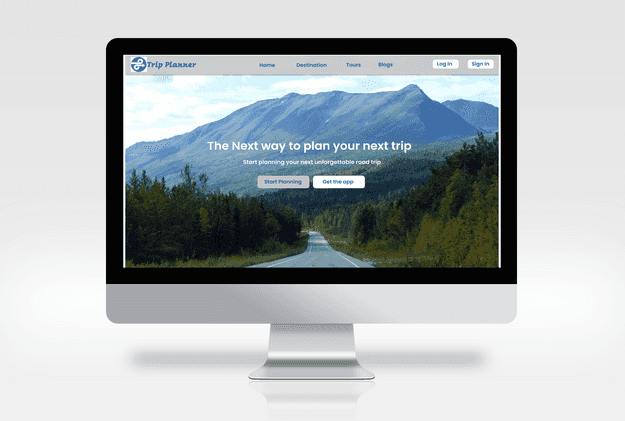 Trip Planner Home Destination Tours Blogs Log In Sign In
The Next way to plan your next trip
Start planning your next unforgettable road trip
Start Planning Get the app